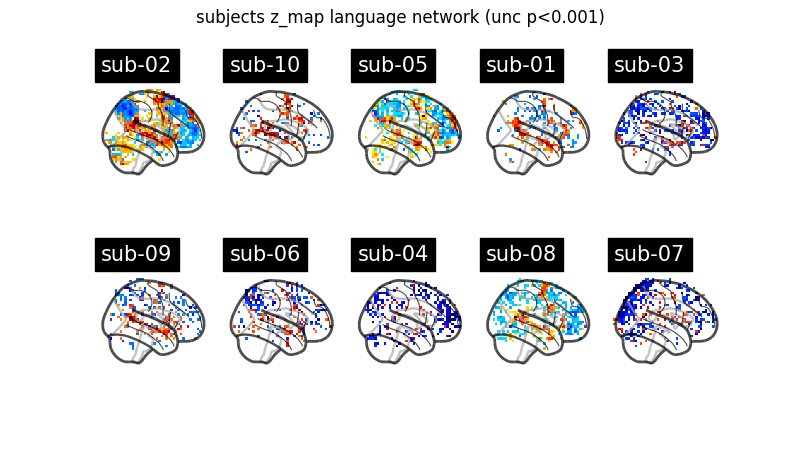 subjects z_map language network (unc p<0.001)
sub-02 sub-10 sub-05 sub-01 sub-03
sub-09 sub-06 sub-04 sub-08 sub-07